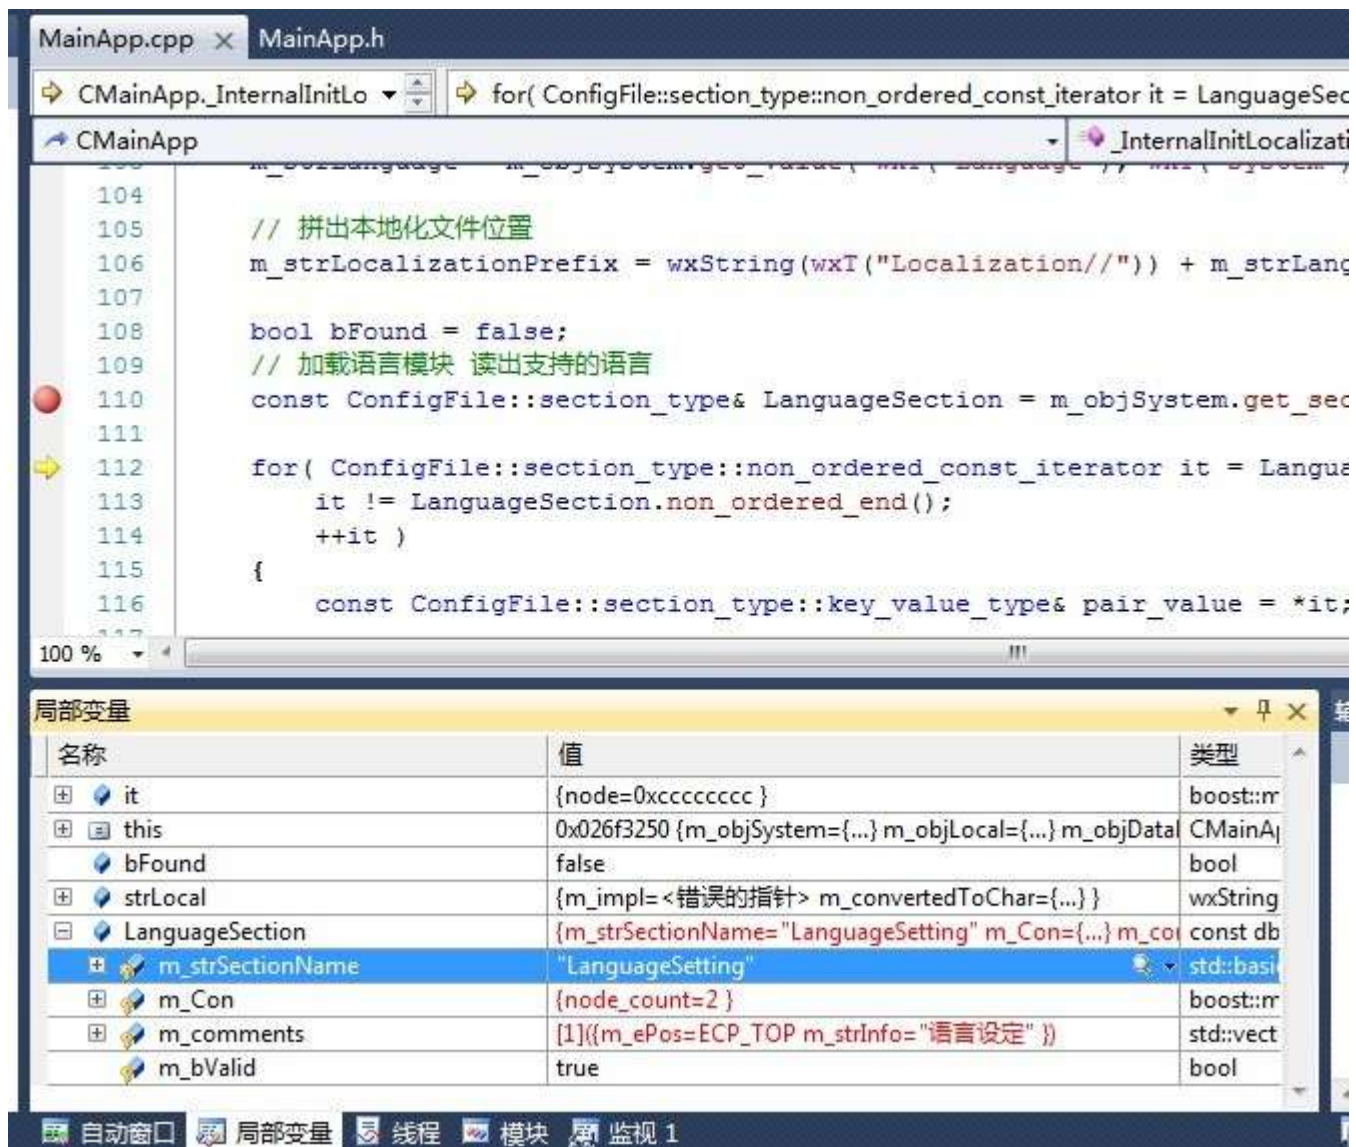 MainApp.cpp MainApp.h
CMainApp._InternalInitLo for( ConfigFile::section_type::non_ordered_const_iterator it = LanguageSec
CMainApp _InternalInitLocalizati
104
105 // 拼出本地化文件位置
106 m_strLocalizationPrefix = wxString(wxT("Localization//")) + m_strLang
107
108 bool bFound = false;
109 // 加载语言模块 读出支持的语言
110 const ConfigFile::section_type& LanguageSection = m_objSystem.get_sec
111
112 for( ConfigFile::section_type::non_ordered_const_iterator it = Langua
113 it != LanguageSection.non_ordered_end();
114 ++it )
115 {
116 const ConfigFile::section_type::key_value_type& pair_value = *it;
100 %
局部变量
名称 值 类型
it {node=0xcccccccc } boost::m
this 0x026f3250 {m_objSystem={...} m_objLocal={...} m_objDatal CMainA
bFound false bool
strLocal {m_impl=<错误的指针> m_convertedToChar={...} } wxString
LanguageSection {m_strSectionName="LanguageSetting" m_Con={...} m_co const db
m_strSectionName "LanguageSetting" std::basi
m_Con {node_count=2 } boost::m
m_comments [1]({m_ePos=ECP_TOP m_strInfo="语言设定" }) std::vect
m_bValid true bool
自动窗口 局部变量 线程 模块 监视 1